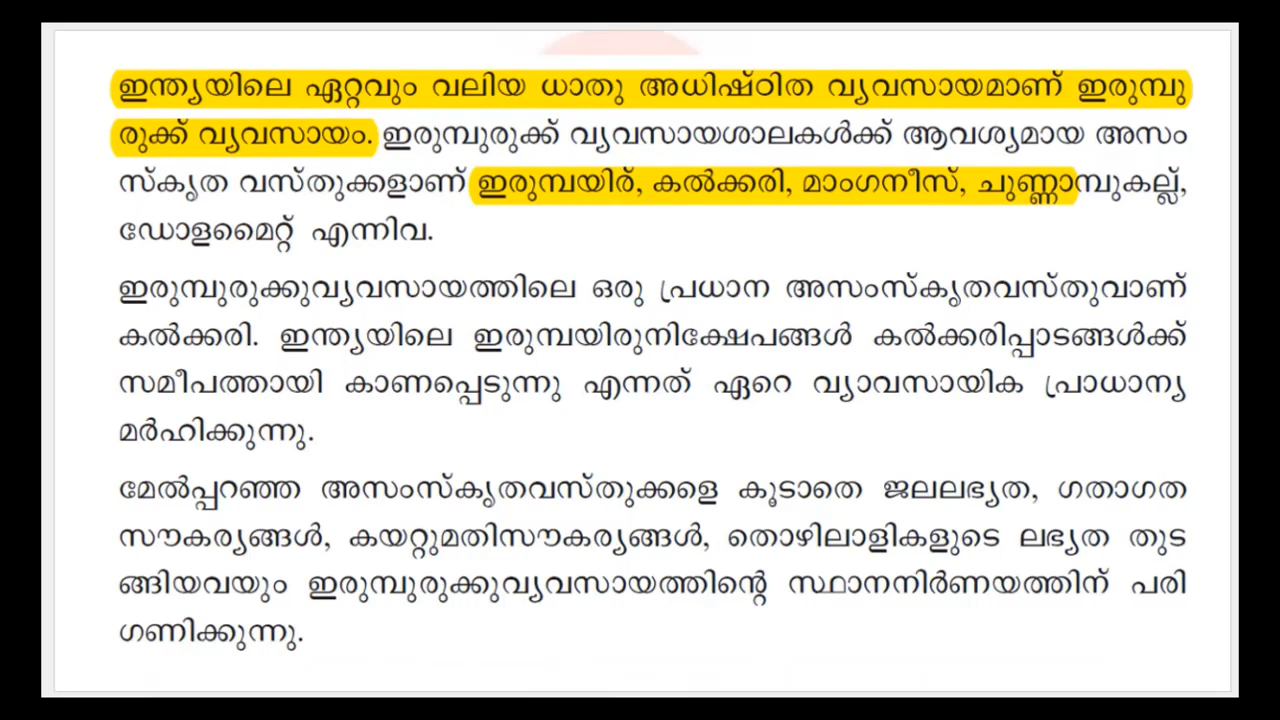 ഇന്ത്യയിലെ ഏറ്റവും വലിയ ധാതു അധിഷ്ഠിത വ്യവസായമാണ് ഇരുമ്പു
രുക്ക് വ്യവസായം. ഇരുമ്പുരുക്ക് വ്യവസായശാലകൾക്ക് ആവശ്യമായ അസം
സ്കൃത വസ്തുക്കളാണ് ഇരുമ്പയിര്, കൽക്കരി, മാംഗനീസ്, ചുണ്ണാമ്പുകല്ല്,
ഡോളമൈറ്റ് എന്നിവ.
ഇരുമ്പുരുക്കുവ്യവസായത്തിലെ ഒരു പ്രധാന അസംസ്കൃതവസ്തുവാണ്
കൽക്കരി. ഇന്ത്യയിലെ ഇരുമ്പയിരുനിക്ഷേപങ്ങൾ കൽക്കരിപ്പാടങ്ങൾക്ക്
സമീപത്തായി കാണപ്പെടുന്നു എന്നത് ഏറെ വ്യാവസായിക പ്രാധാന്യ
മർഹിക്കുന്നു.
മേൽപ്പറഞ്ഞ അസംസ്കൃതവസ്തുക്കളെ കൂടാതെ ജലലഭ്യത, ഗതാഗത
സൗകര്യങ്ങൾ, കയറ്റുമതിസൗകര്യങ്ങൾ, തൊഴിലാളികളുടെ ലഭ്യത തുട
ങ്ങിയവയും ഇരുമ്പുരുക്കുവ്യവസായത്തിന്റെ സ്ഥാനനിർണയത്തിന് പരി
ഗണിക്കുന്നു.